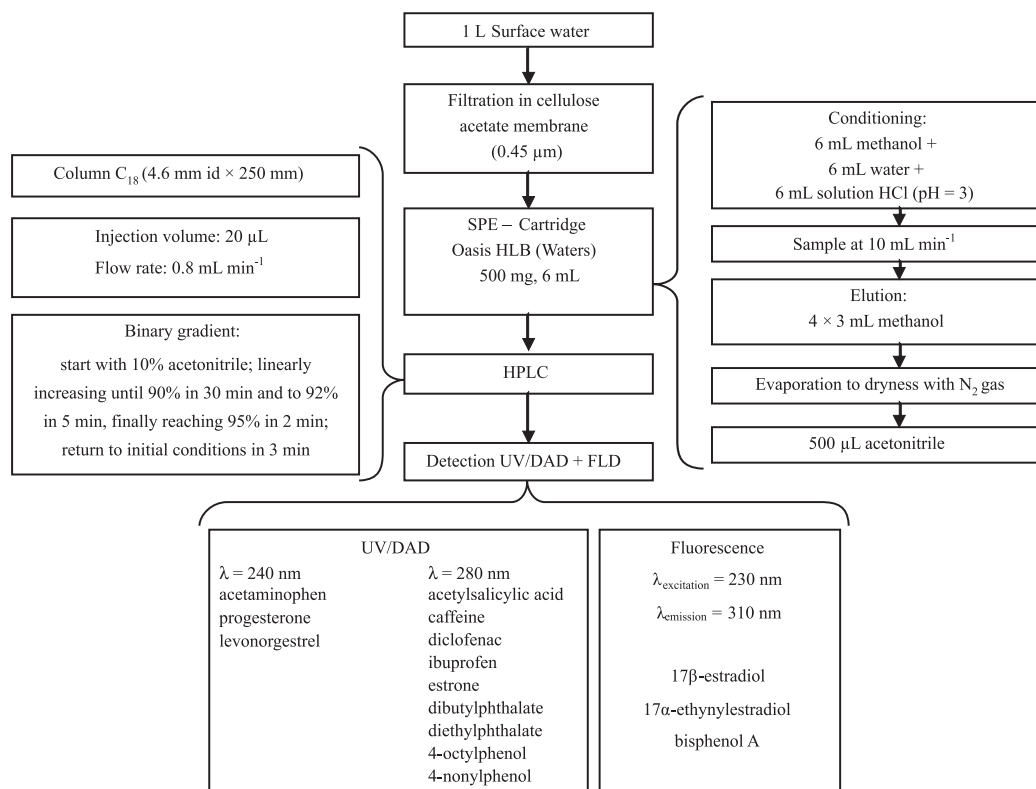 1 L Surface water
Filtration in cellulose
acetate membrane
(0.45 µm)
SPE – Cartridge
Oasis HLB (Waters)
500 mg, 6 mL
HPLC
Detection UV/DAD + FLD
Column C18 (4.6 mm id × 250 mm)
Injection volume: 20 µL
Flow rate: 0.8 mL min-1
Binary gradient:
start with 10% acetonitrile; linearly
increasing until 90% in 30 min and to 92%
in 5 min, finally reaching 95% in 2 min;
return to initial conditions in 3 min
Conditioning:
6 mL methanol +
6 mL water +
6 mL solution HCl (pH = 3)
Sample at 10 mL min-1
Elution:
4 × 3 mL methanol
Evaporation to dryness with N2 gas
500 µL acetonitrile
UV/DAD
λ = 240 nm
acetaminophen
progesterone
levonorgestrel
λ = 280 nm
acetylsalicylic acid
caffeine
diclofenac
ibuprofen
estrone
dibutylphthalate
diethylphthalate
4-octylphenol
4-nonylphenol
Fluorescence
λexcitation = 230 nm
λemission = 310 nm
17β-estradiol
17α-ethynylestradiol
bisphenol A